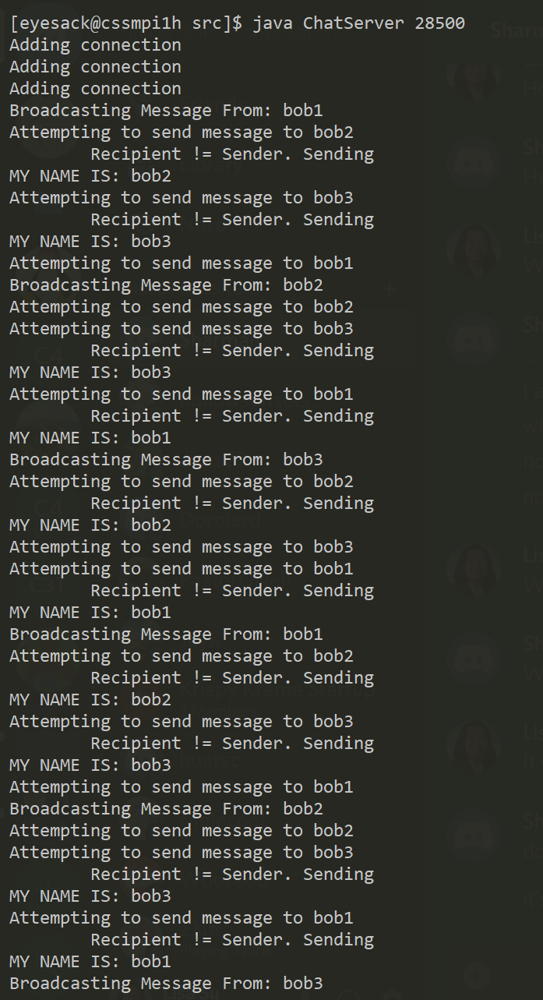 [eyesack@cssmpi1h src]$ java ChatServer 28500
Adding connection
Adding connection
Adding connection
Broadcasting Message From: bob1
Attempting to send message to bob2
        Recipient != Sender. Sending
MY NAME IS: bob2
Attempting to send message to bob3
        Recipient != Sender. Sending
MY NAME IS: bob3
Attempting to send message to bob1
Broadcasting Message From: bob2
Attempting to send message to bob2
Attempting to send message to bob3
        Recipient != Sender. Sending
MY NAME IS: bob3
Attempting to send message to bob1
        Recipient != Sender. Sending
MY NAME IS: bob1
Broadcasting Message From: bob3
Attempting to send message to bob2
        Recipient != Sender. Sending
MY NAME IS: bob2
Attempting to send message to bob3
Attempting to send message to bob1
        Recipient != Sender. Sending
MY NAME IS: bob1
Broadcasting Message From: bob1
Attempting to send message to bob2
        Recipient != Sender. Sending
MY NAME IS: bob2
Attempting to send message to bob3
        Recipient != Sender. Sending
MY NAME IS: bob3
Attempting to send message to bob1
Broadcasting Message From: bob2
Attempting to send message to bob2
Attempting to send message to bob3
        Recipient != Sender. Sending
MY NAME IS: bob3
Attempting to send message to bob1
        Recipient != Sender. Sending
MY NAME IS: bob1
Broadcasting Message From: bob3